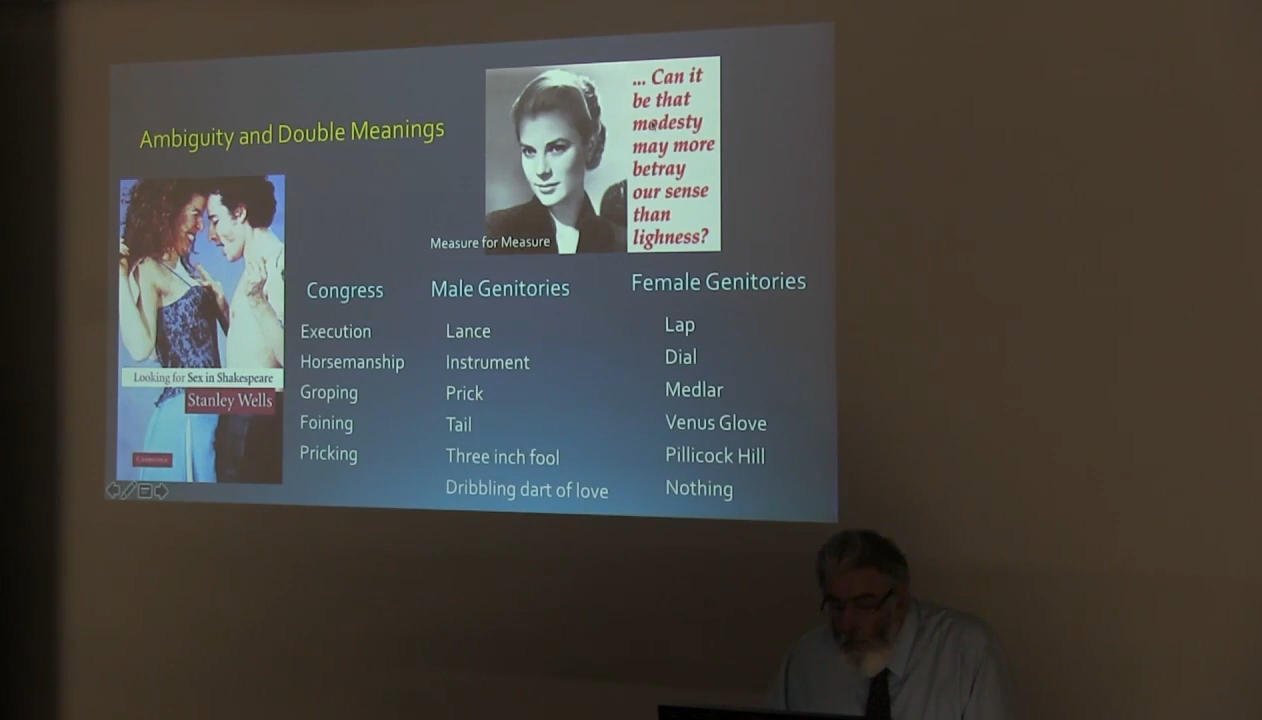 Ambiguity and Double Meanings
... Can it
be that
modesty
may more
betray
our sense
than
lighness?
Measure for Measure
Looking for Sex in Shakespeare
Stanley Wells
Congress
Execution
Horsemanship
Groping
Foining
Pricking
Male Genitories
Lance
Instrument
Prick
Tail
Three inch fool
Dribbling dart of love
Female Genitories
Lap
Dial
Medlar
Venus Glove
Pillicock Hill
Nothing